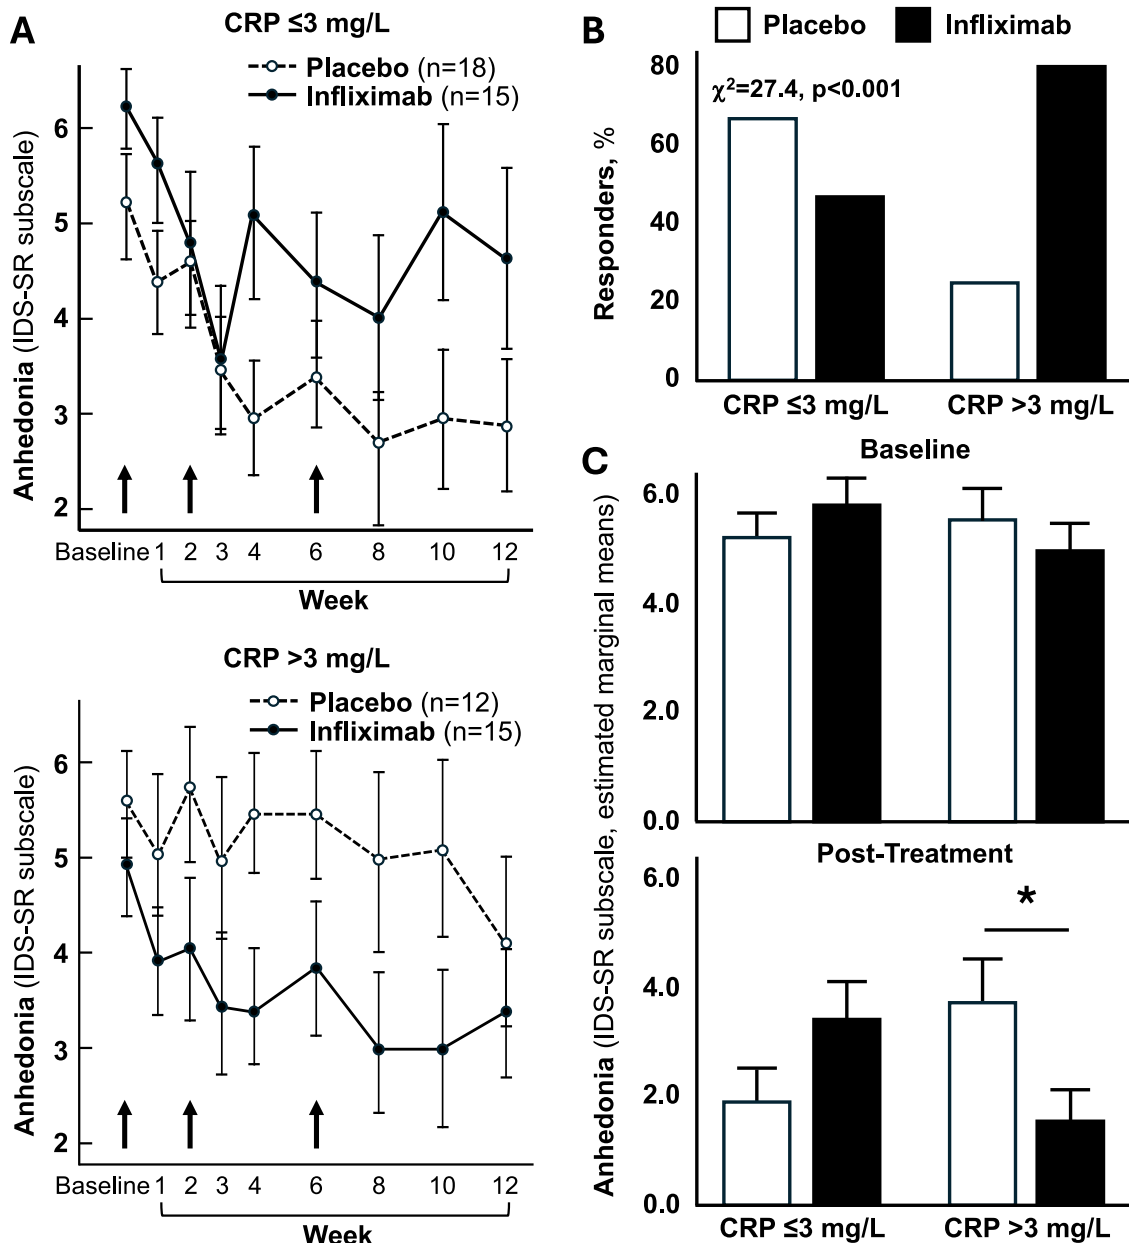 A
CRP ≤3 mg/L
Placebo (n=18)
Infliximab (n=15)
Anhedonia (IDS-SR subscale)
6
5
4
3
2
Baseline 1 2 3 4 6 8 10 12
Week
CRP >3 mg/L
Placebo (n=12)
Infliximab (n=15)
Anhedonia (IDS-SR subscale)
6
5
4
3
2
Baseline 1 2 3 4 6 8 10 12
Week
B
Placebo Infliximab
χ²=27.4, p<0.001
Responders, %
80
60
40
20
0
CRP ≤3 mg/L CRP >3 mg/L
C
Anhedonia (IDS-SR subscale, estimated marginal means)
Baseline
6.0
4.0
2.0
0.0
Post-Treatment
6.0
*
4.0
2.0
0.0
CRP ≤3 mg/L CRP >3 mg/L